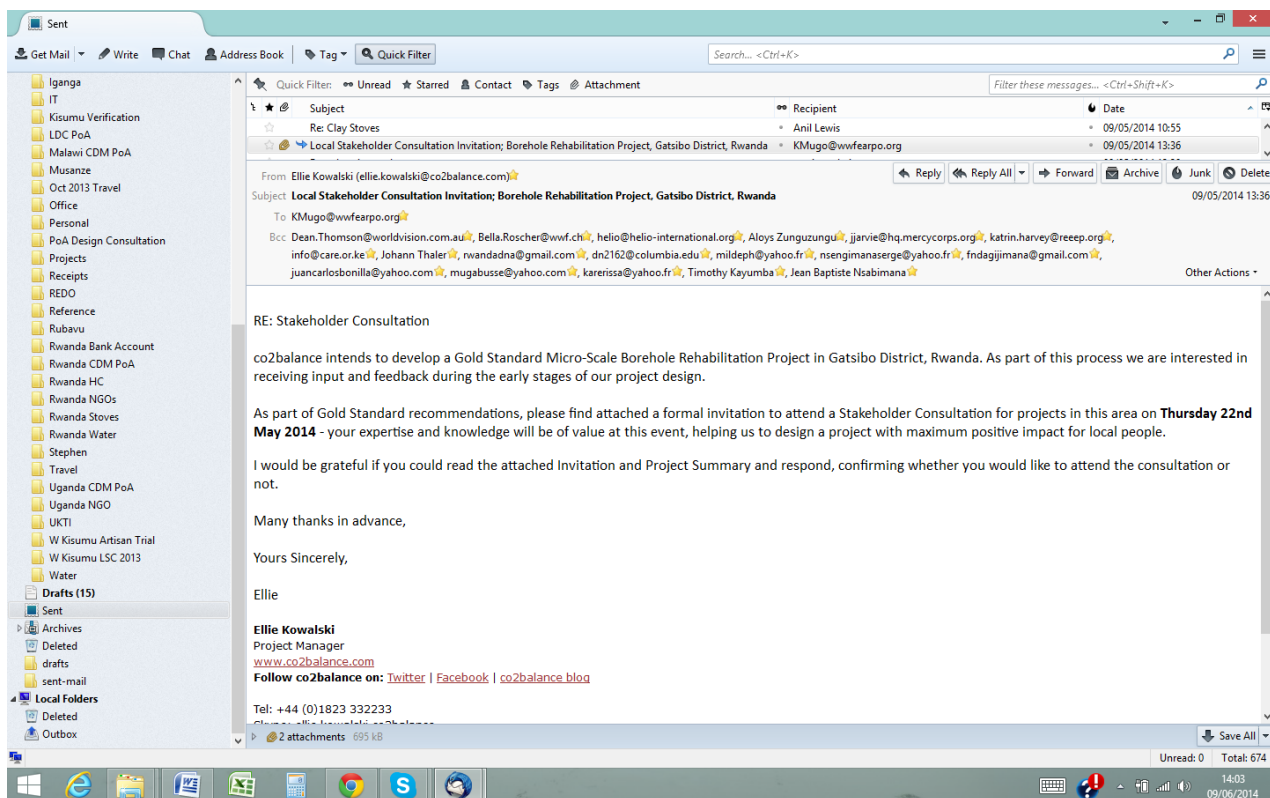 Sent
Get Mail Write Chat Address Book Tag Quick Filter Search... <Ctrl+K>
Iganga
IT
Kisumu Verification
LDC PoA
Malawi CDM PoA
Musanze
Oct 2013 Travel
Office
Personal
PoA Design Consultation
Projects
Receipts
REDO
Reference
Rubavu
Rwanda Bank Account
Rwanda CDM PoA
Rwanda HC
Rwanda NGOs
Rwanda Stoves
Rwanda Water
Stephen
Travel
Uganda CDM PoA
Uganda NGO
UKTI
W Kisumu Artisan Trial
W Kisumu LSC 2013
Water
Drafts (15)
Sent
Archives
Deleted
drafts
sent-mail
Local Folders
Deleted
Outbox
Quick Filter: Unread Starred Contact Tags Attachment Filter these messages... <Ctrl+Shift+K>
Subject Recipient Date
Re: Clay Stoves Anil Lewis 09/05/2014 10:55
Local Stakeholder Consultation Invitation; Borehole Rehabilitation Project, Gatsibo District, Rwanda KMugo@wwfearpo.org 09/05/2014 13:36
From Ellie Kowalski (ellie.kowalski@co2balance.com) Reply Reply All Forward Archive Junk Delete
Subject Local Stakeholder Consultation Invitation; Borehole Rehabilitation Project, Gatsibo District, Rwanda 09/05/2014 13:36
To KMugo@wwfearpo.org
Bcc Dean.Thomson@worldvision.com.au, Bella.Roscher@wwf.ch, helio@helio-international.org, Aloys Zunguzungu, jjarvie@hq.mercycorps.org, katrin.harvey@reeep.org,
info@care.or.ke, Johann Thaler, rwandadna@gmail.com, dn2162@columbia.edu, mildeph@yahoo.fr, nsengimanaserge@yahoo.fr, fndagijimana@gmail.com,
juancarlosbonilla@yahoo.com, mugabusse@yahoo.com, karerissa@yahoo.fr, Timothy Kayumba, Jean Baptiste Nsabimana Other Actions
RE: Stakeholder Consultation
co2balance intends to develop a Gold Standard Micro-Scale Borehole Rehabilitation Project in Gatsibo District, Rwanda. As part of this process we are interested in
receiving input and feedback during the early stages of our project design.
As part of Gold Standard recommendations, please find attached a formal invitation to attend a Stakeholder Consultation for projects in this area on Thursday 22nd
May 2014 - your expertise and knowledge will be of value at this event, helping us to design a project with maximum positive impact for local people.
I would be grateful if you could read the attached Invitation and Project Summary and respond, confirming whether you would like to attend the consultation or
not.
Many thanks in advance,
Yours Sincerely,
Ellie
Ellie Kowalski
Project Manager
www.co2balance.com
Follow co2balance on: Twitter | Facebook | co2balance blog
Tel: +44 (0)1823 332233
2 attachments 695 kB Save All
Unread: 0 Total: 674
14:03
09/06/2014